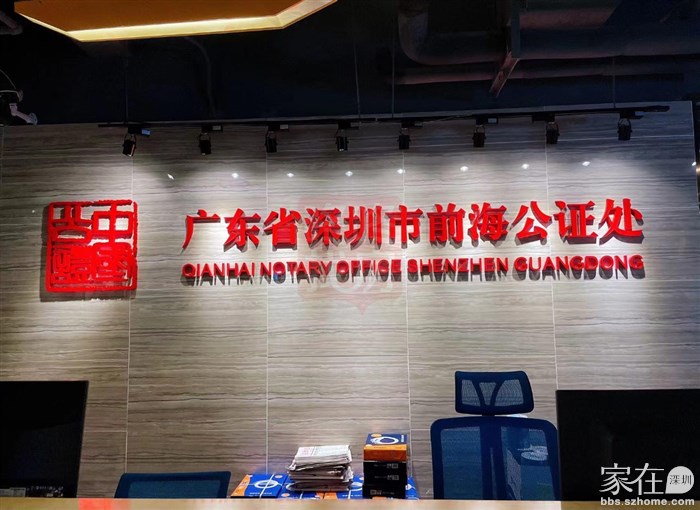 广东省深圳市前海公证处
QIANHAI NOTARY OFFICE SHENZHEN GUANGDONG
家在
深圳
bbs.szhome.com